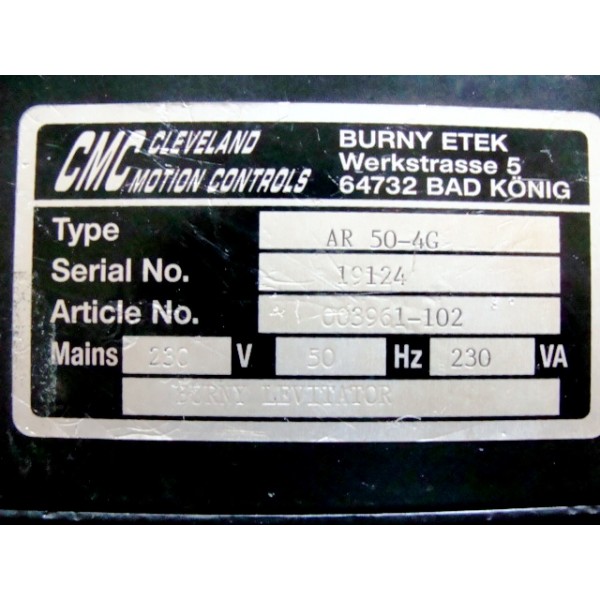 CMC CLEVELAND MOTION CONTROLS
BURNY ETEK
Werkstrasse 5
64732 BAD KÖNIG
Type AR 50-4G
Serial No. 19124
Article No. 003961-102
Mains 230 V 50 Hz 230 VA
BURNY LEVITATOR